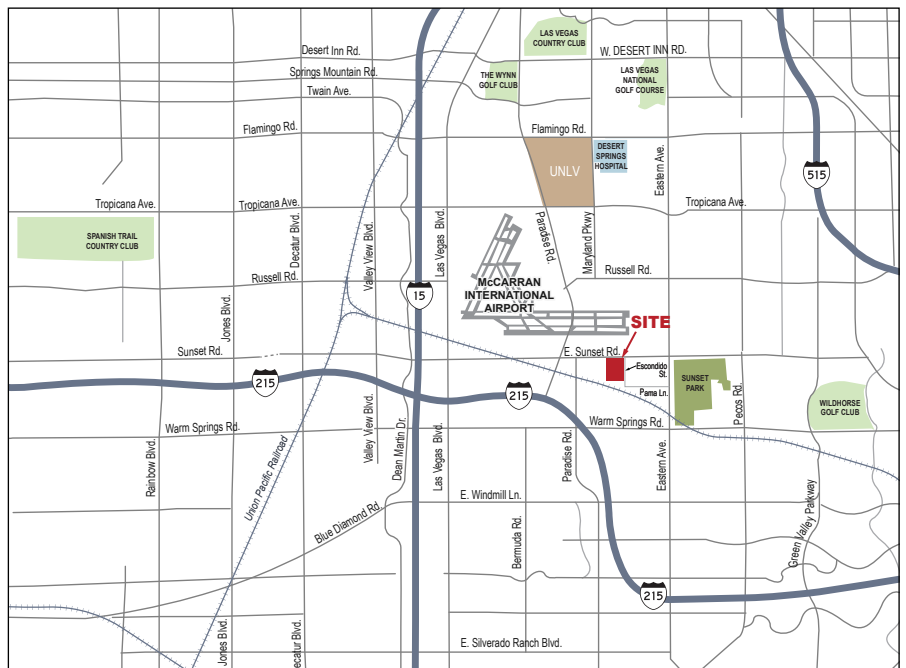 LAS VEGAS
COUNTRY CLUB
Desert Inn Rd.
W. DESERT INN RD.
Springs Mountain Rd.
THE WYNN
GOLF CLUB
LAS VEGAS
NATIONAL
GOLF COURSE
Twain Ave.
Flamingo Rd.
Flamingo Rd.
DESERT
SPRINGS
HOSPITAL
UNLV
Eastern Ave.
515
Tropicana Ave.
Tropicana Ave.
Tropicana Ave.
SPANISH TRAIL
COUNTRY CLUB
Decatur Blvd.
Valley View Blvd.
Las Vegas Blvd.
Paradise Rd.
Maryland Pkwy
Russell Rd.
Russell Rd.
McCARRAN
INTERNATIONAL
AIRPORT
15
Jones Blvd.
SITE
Sunset Rd.
E. Sunset Rd.
Escondido
St.
Pama Ln.
SUNSET
PARK
Pecos Rd.
215
215
WILDHORSE
GOLF CLUB
Warm Springs Rd.
Warm Springs Rd.
Rainbow Blvd.
Union Pacific Railroad
Valley View Blvd.
Dean Martin Dr.
Las Vegas Blvd.
Paradise Rd.
Eastern Ave.
E. Windmill Ln.
Blue Diamond Rd.
Bermuda Rd.
Green Valley Parkway
215
Jones Blvd.
Decatur Blvd.
E. Silverado Ranch Blvd.